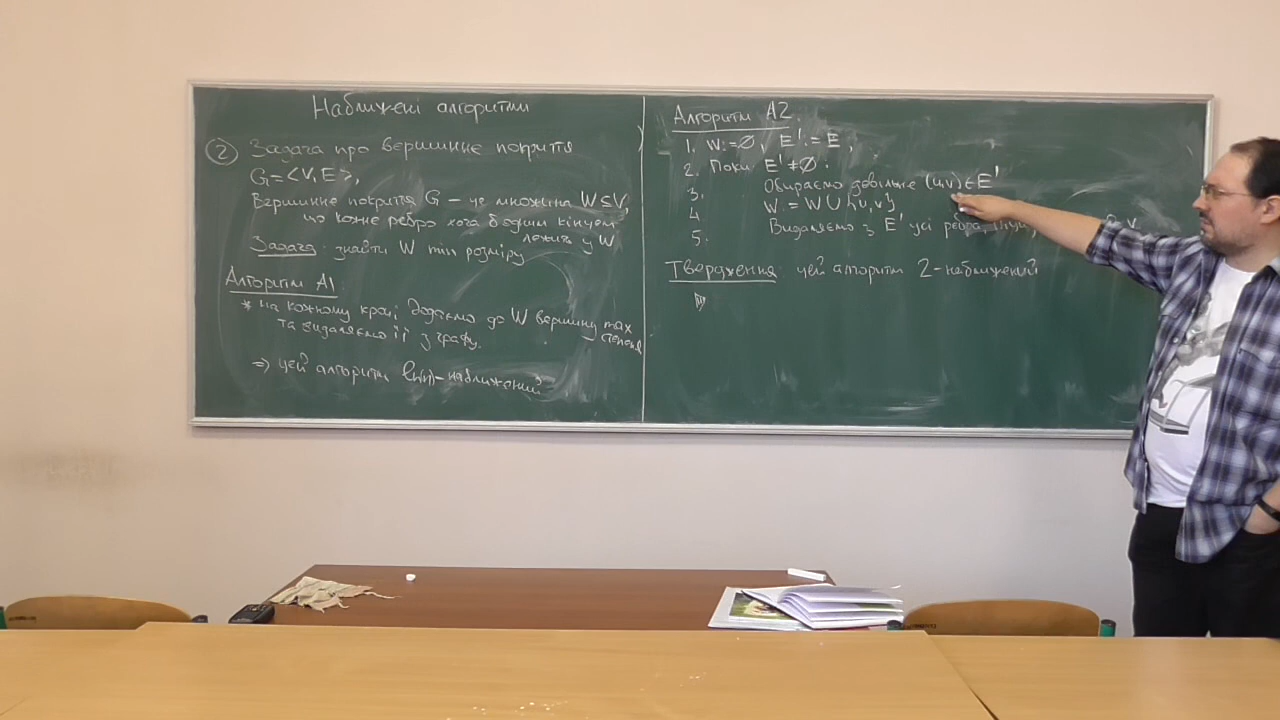 Наближені алгоритми
② Задача про вершинне покриття
G=<V,E>,
Вершинне покриття G – це множина W⊆V,
що кожне ребро хоча б одним кінцем
лежить у W
Задача: знайти W min розміру
Алгоритм A1
* На кожному кроці додаємо до W вершину max степеня
та видаляємо її з графу.
⇒ цей алгоритм ln(n)-наближений
Алгоритм A2.
1. W:=∅, E':=E,
2. Поки E'≠∅:
3. Обираємо довільне (u,v)∈E'
4 W:=W∪{u,v}
5. Видаляємо з E' усі ребра, v
Твердження: цей алгоритм 2-наближений